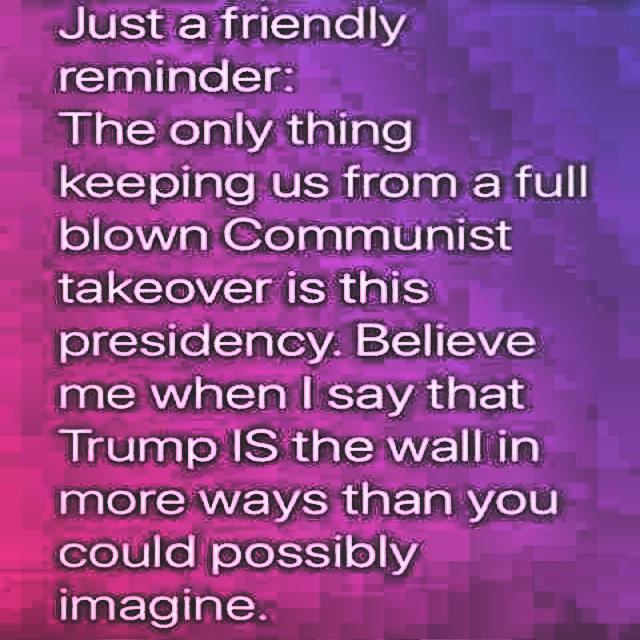 Just a friendly
reminder:
The only thing
keeping us from a full
blown Communist
takeover is this
presidency. Believe
me when I say that
Trump IS the wall in
more ways than you
could possibly
imagine.